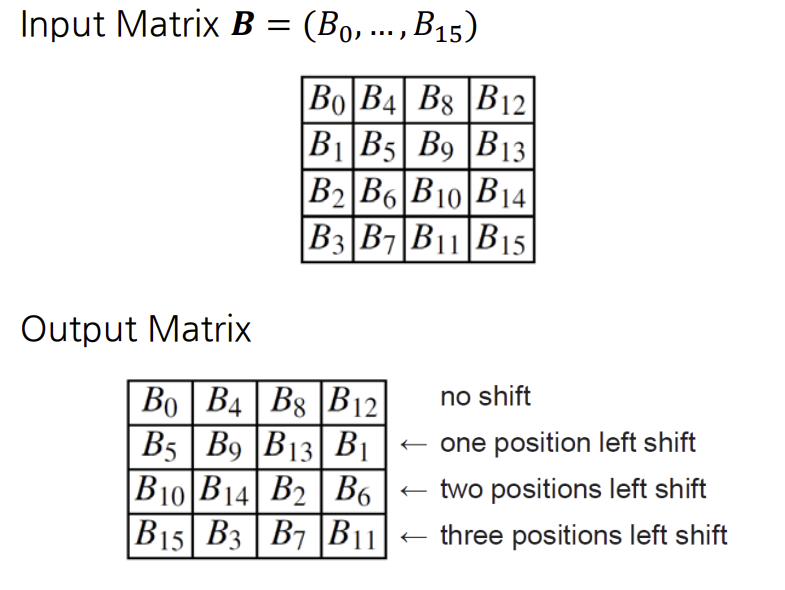 Input Matrix B = (B₀, ... , B₁₅)
B₀ B₄ B₈ B₁₂
B₁ B₅ B₉ B₁₃
B₂ B₆ B₁₀ B₁₄
B₃ B₇ B₁₁ B₁₅
Output Matrix
B₀ B₄ B₈ B₁₂ no shift
B₅ B₉ B₁₃ B₁ ← one position left shift
B₁₀ B₁₄ B₂ B₆ ← two positions left shift
B₁₅ B₃ B₇ B₁₁ ← three positions left shift